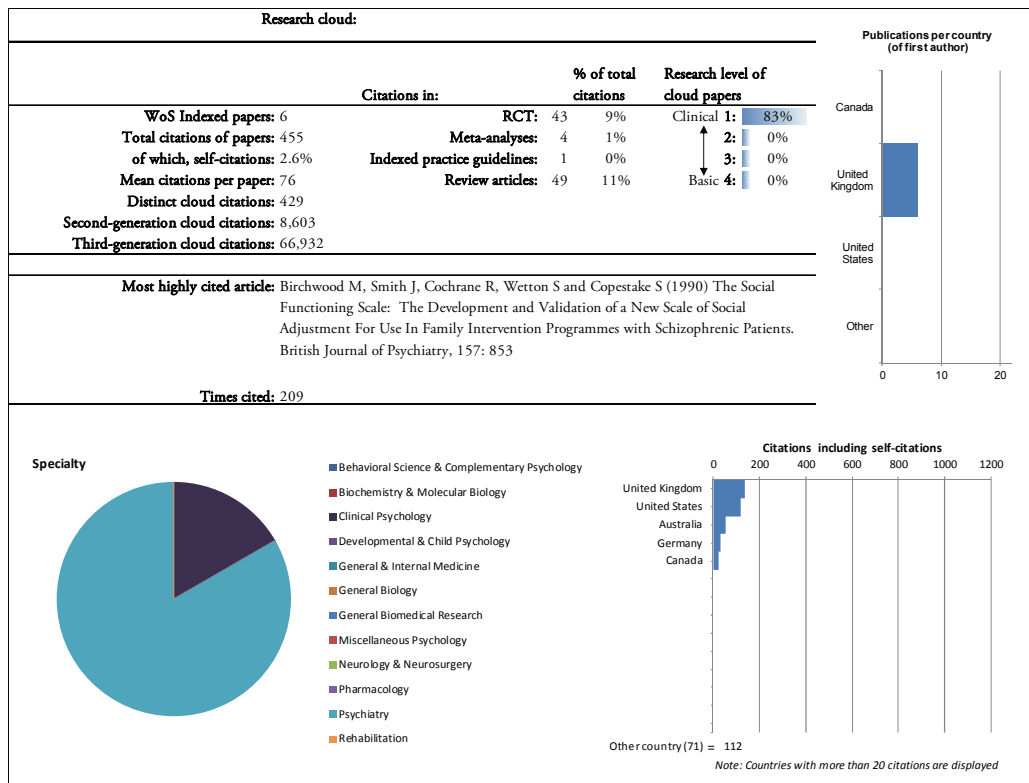 Research cloud:
Citations in:
% of total
citations
Research level of
cloud papers
WoS Indexed papers: 6
RCT: 43 9%
Clinical 1: 83%
Total citations of papers: 455
Meta-analyses: 4 1%
2: 0%
of which, self-citations: 2.6%
Indexed practice guidelines: 1 0%
3: 0%
Mean citations per paper: 76
Review articles: 49 11%
Basic 4: 0%
Distinct cloud citations: 429
Second-generation cloud citations: 8,603
Third-generation cloud citations: 66,932
Most highly cited article: Birchwood M, Smith J, Cochrane R, Wetton S and Copestake S (1990) The Social
Functioning Scale: The Development and Validation of a New Scale of Social
Adjustment For Use In Family Intervention Programmes with Schizophrenic Patients.
British Journal of Psychiatry, 157: 853
Times cited: 209
Publications per country
(of first author)
Canada
United
Kingdom
United
States
Other
0 10 20
Specialty
Behavioral Science & Complementary Psychology
Biochemistry & Molecular Biology
Clinical Psychology
Developmental & Child Psychology
General & Internal Medicine
General Biology
General Biomedical Research
Miscellaneous Psychology
Neurology & Neurosurgery
Pharmacology
Psychiatry
Rehabilitation
Citations including self-citations
0 200 400 600 800 1000 1200
United Kingdom
United States
Australia
Germany
Canada
Other country (71) = 112
Note: Countries with more than 20 citations are displayed